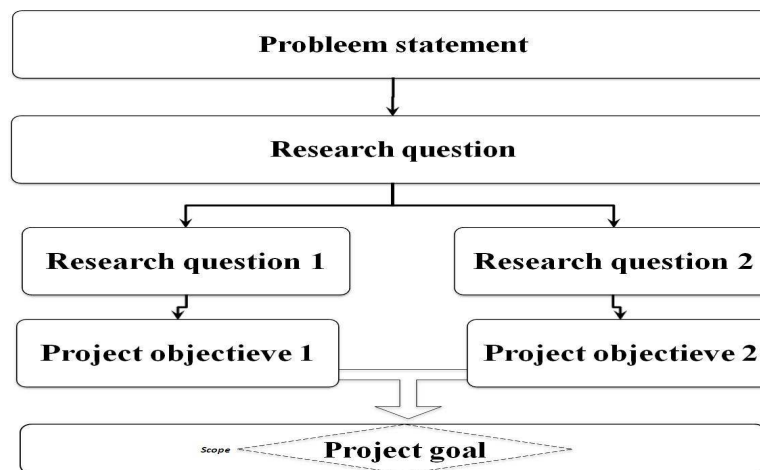 Probleem statement
Research question
Research question 1
Research question 2
Project objectieve 1
Project objectieve 2
Scope
Project goal